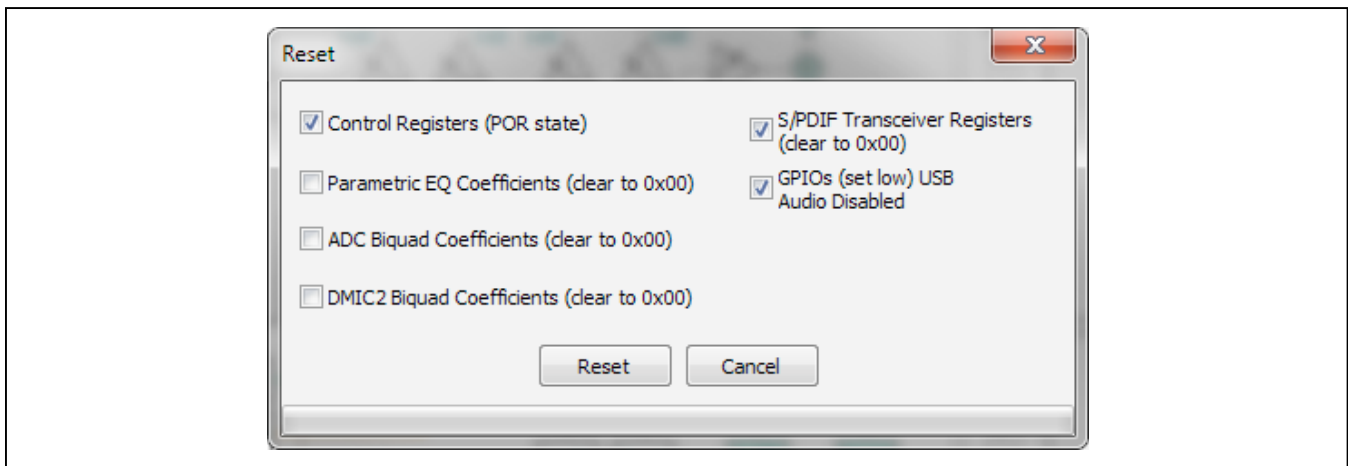 Reset
Control Registers (POR state)
Parametric EQ Coefficients (clear to 0x00)
ADC Biquad Coefficients (clear to 0x00)
DMIC2 Biquad Coefficients (clear to 0x00)
S/PDIF Transceiver Registers
(clear to 0x00)
GPIOs (set low) USB
Audio Disabled
Reset
Cancel